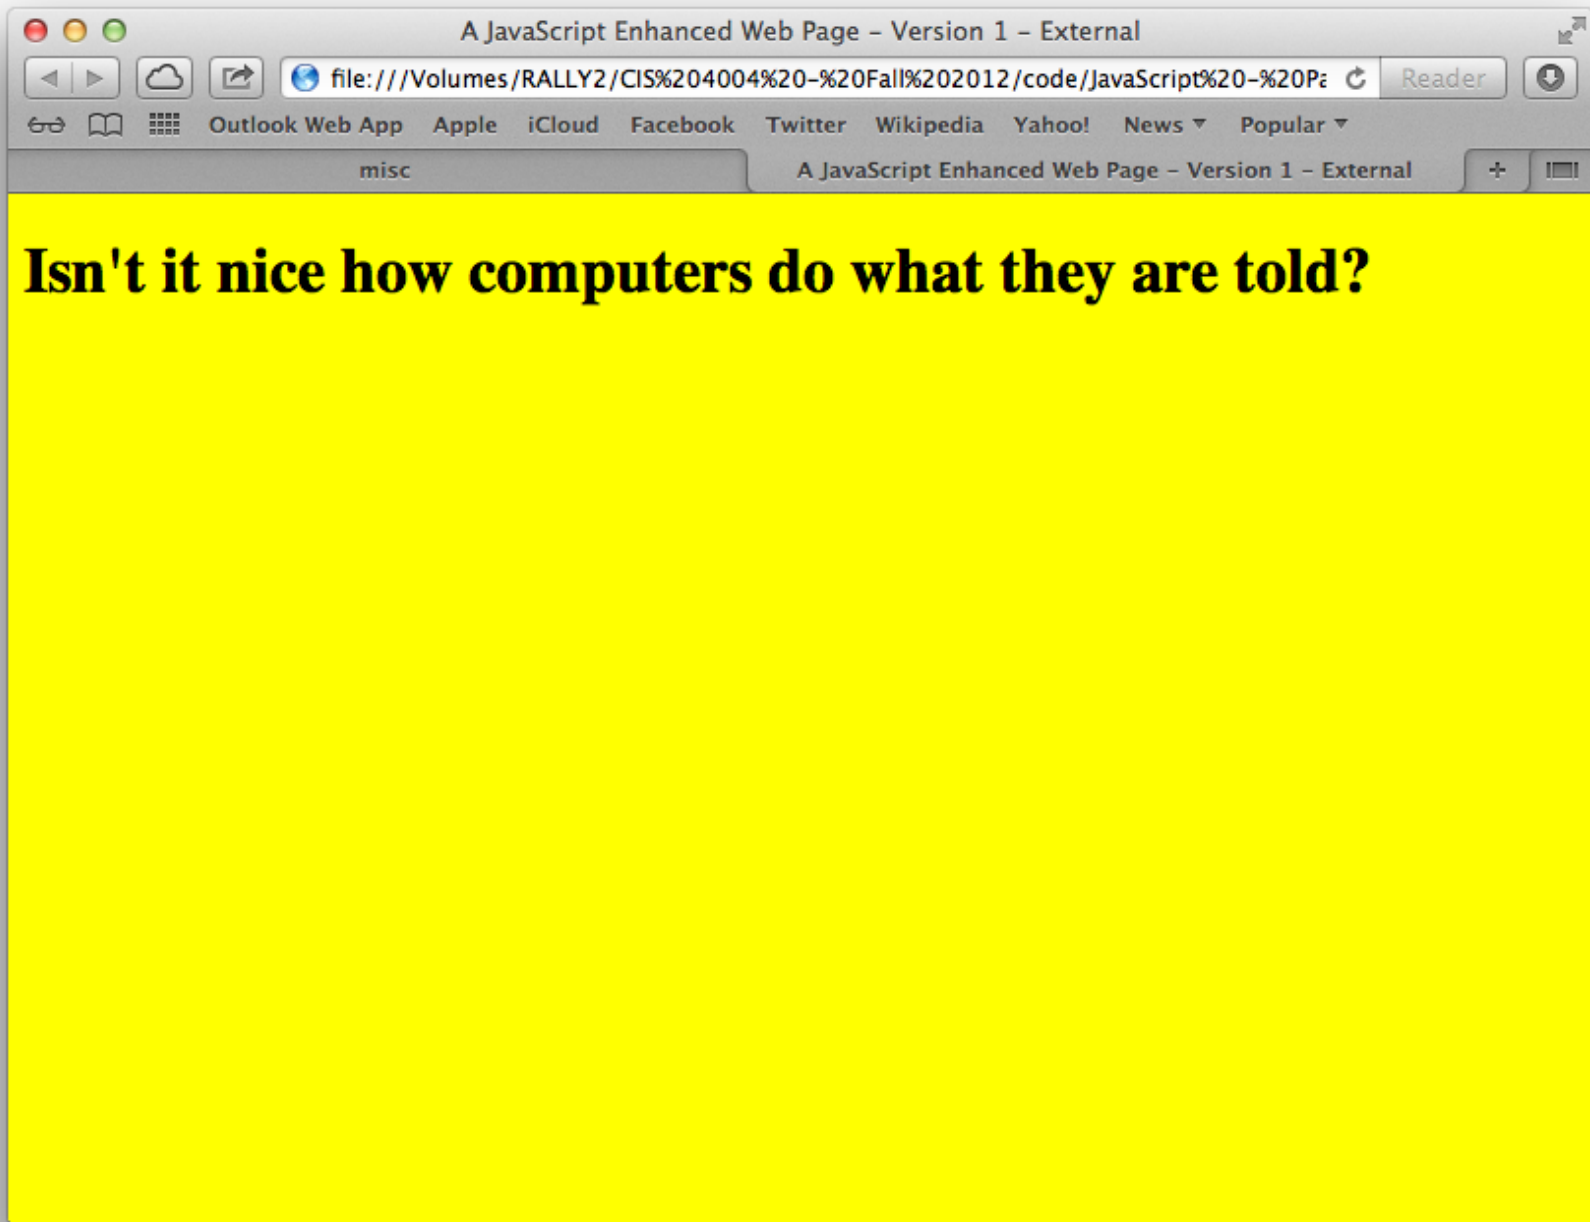 A JavaScript Enhanced Web Page – Version 1 – External
file:///Volumes/RALLY2/CIS%204004%20-%20Fall%202012/code/JavaScript%20-%20Pa Reader
Outlook Web App Apple iCloud Facebook Twitter Wikipedia Yahoo! News Popular
misc A JavaScript Enhanced Web Page – Version 1 – External
Isn't it nice how computers do what they are told?